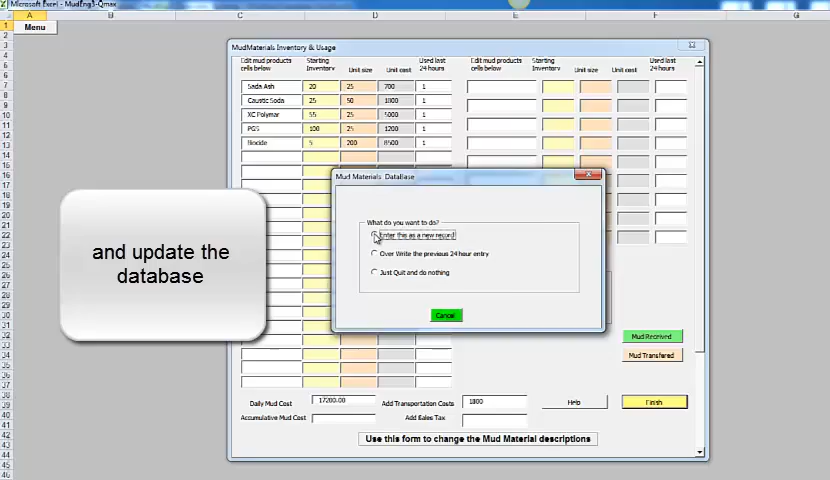 Microsoft Excel - MudEng3-Qmax
A B C D E F G
1 Menu
MudMaterials Inventory & Usage
Edit mud products cells below Starting Inventory Unit size Unit cost Used last 24 hours Edit mud products cells below Starting Inventory Unit size Unit cost Used last 24 hours
Sada Ash 20 25 700 1
Caustic Soda 25 50 1800 1
XC Polymar 55 25 5000 1
PGS 100 25 1200 1
Biocide 5 200 8500 1
Mud Materials DataBase
What do you want to do?
Enter this as a new record
Over Write the previous 24 hour entry
Just Quit and do nothing
Cancel
and update the
database
Mud Received
Mud Transfered
Daily Mud Cost 17200.00 Add Transportation Costs 1800 Help Finish
Accumulative Mud Cost Add Sales Tax
Use this form to change the Mud Material descriptions